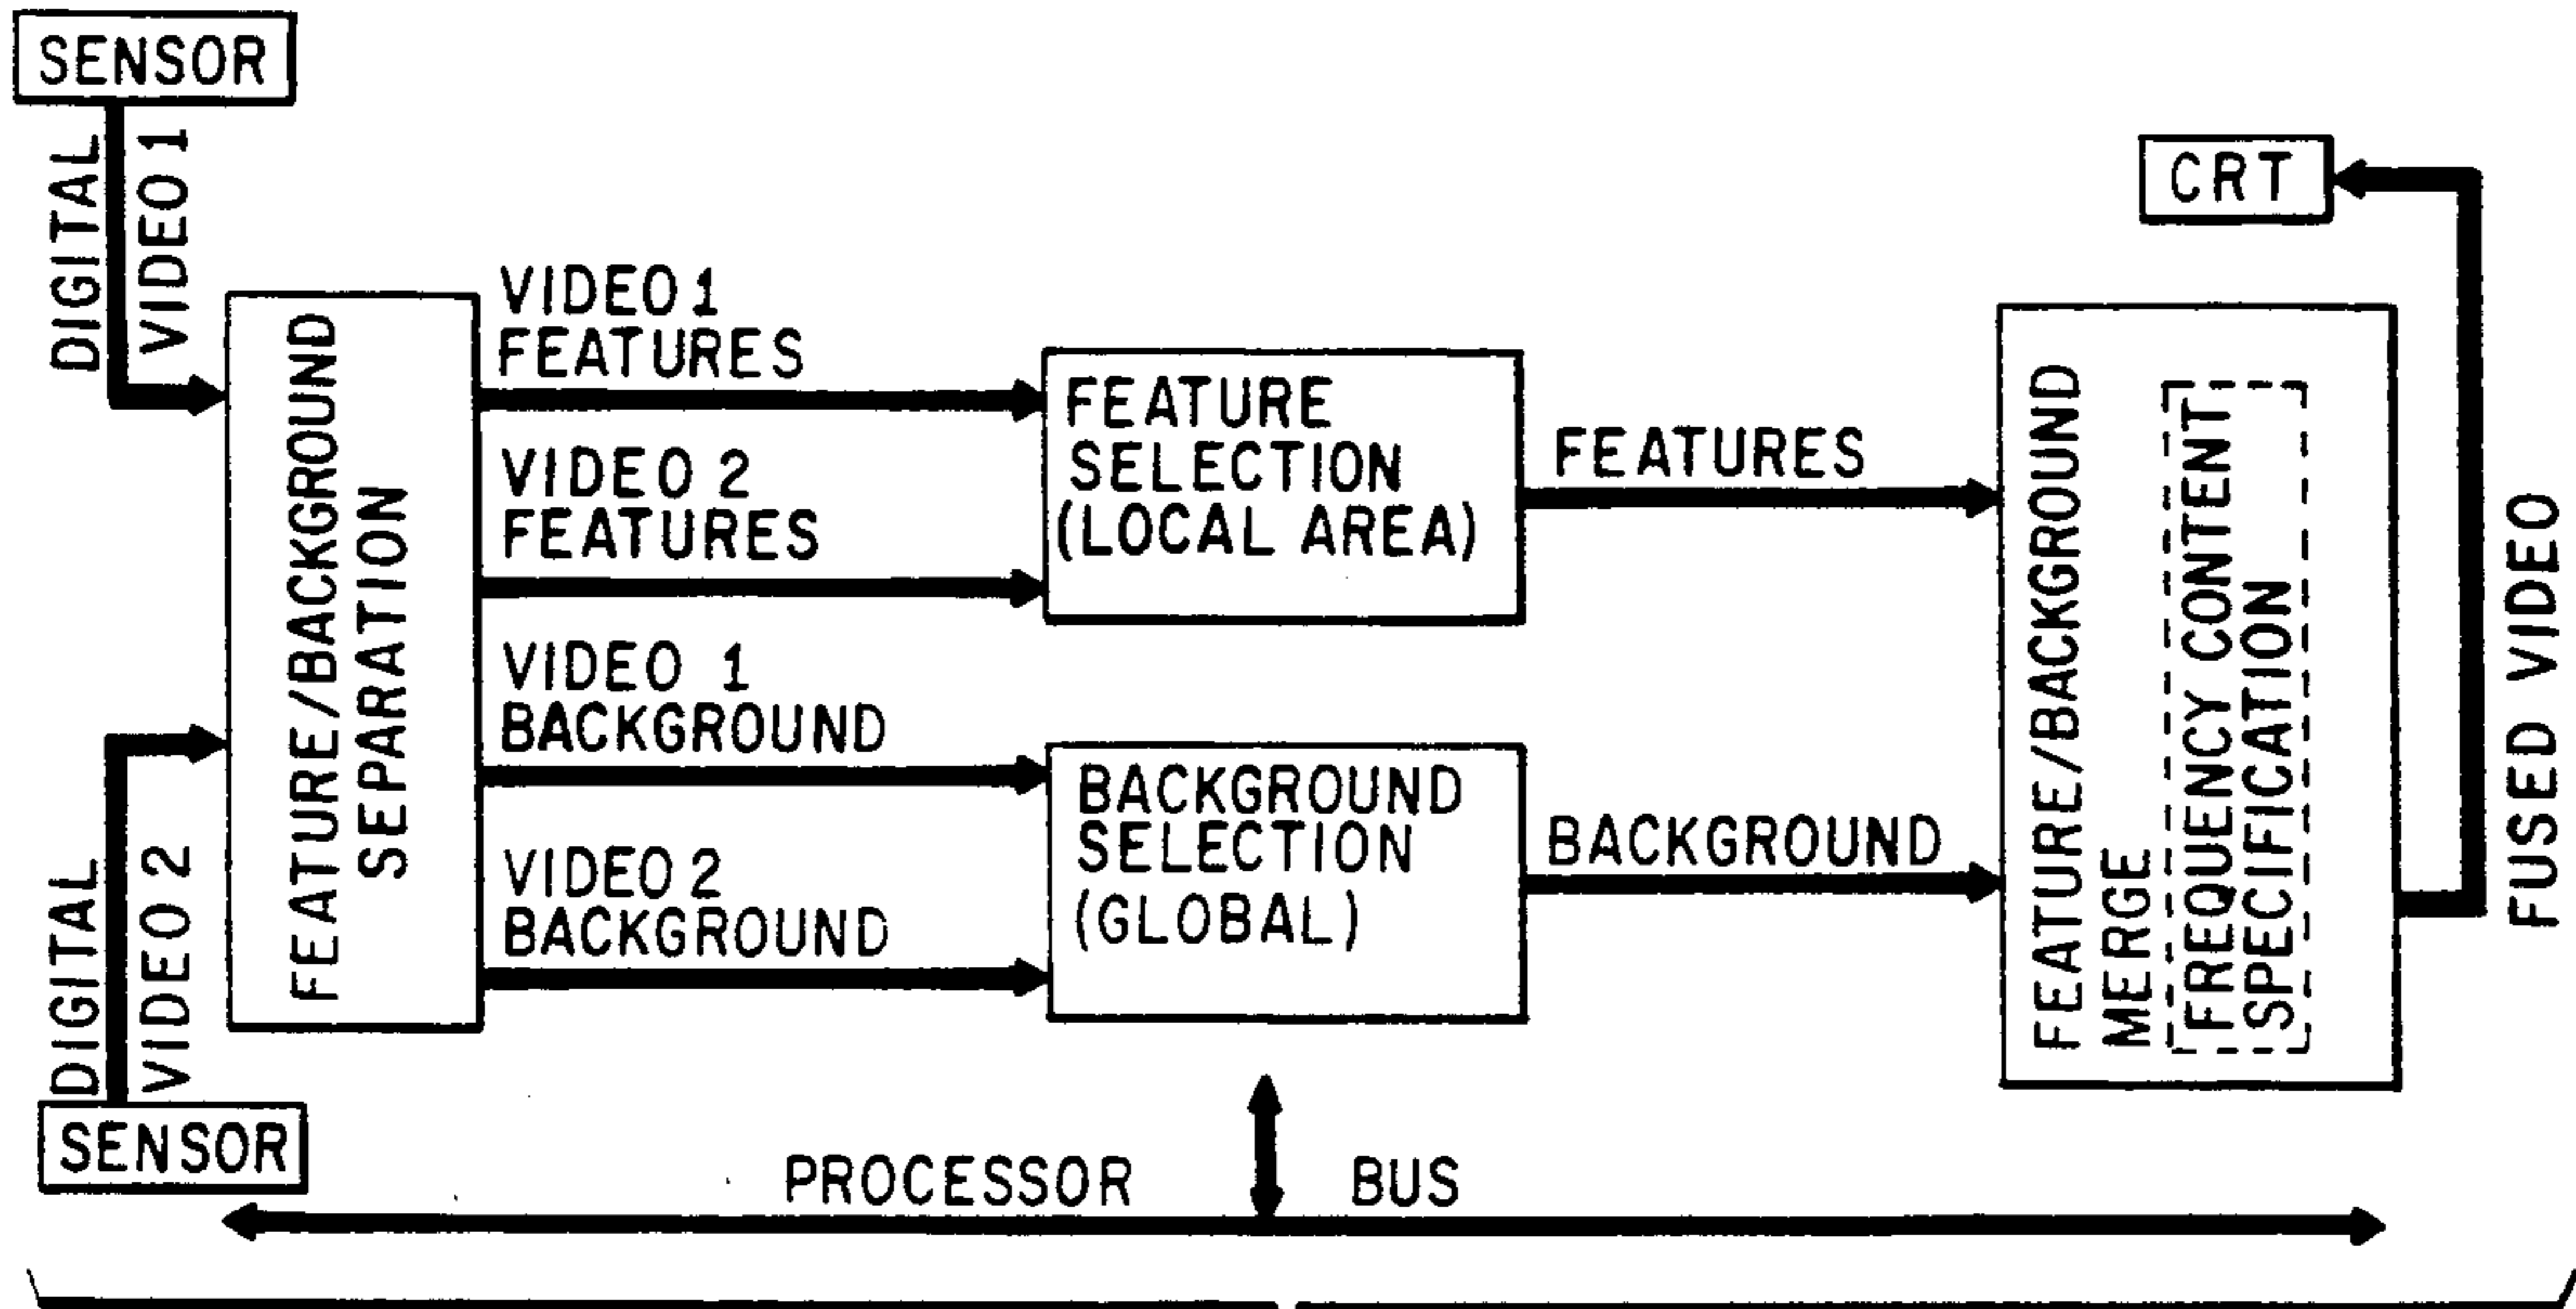 SENSOR
DIGITAL
VIDEO 1
CRT
VIDEO 1
FEATURES
VIDEO 2
FEATURES
VIDEO 1
BACKGROUND
VIDEO 2
BACKGROUND
FEATURE/BACKGROUND
SEPARATION
FEATURE
SELECTION
(LOCAL AREA)
FEATURES
BACKGROUND
SELECTION
(GLOBAL)
BACKGROUND
FEATURE/BACKGROUND
MERGE
FREQUENCY CONTENT
SPECIFICATION
FUSED VIDEO
DIGITAL
VIDEO 2
SENSOR
PROCESSOR BUS